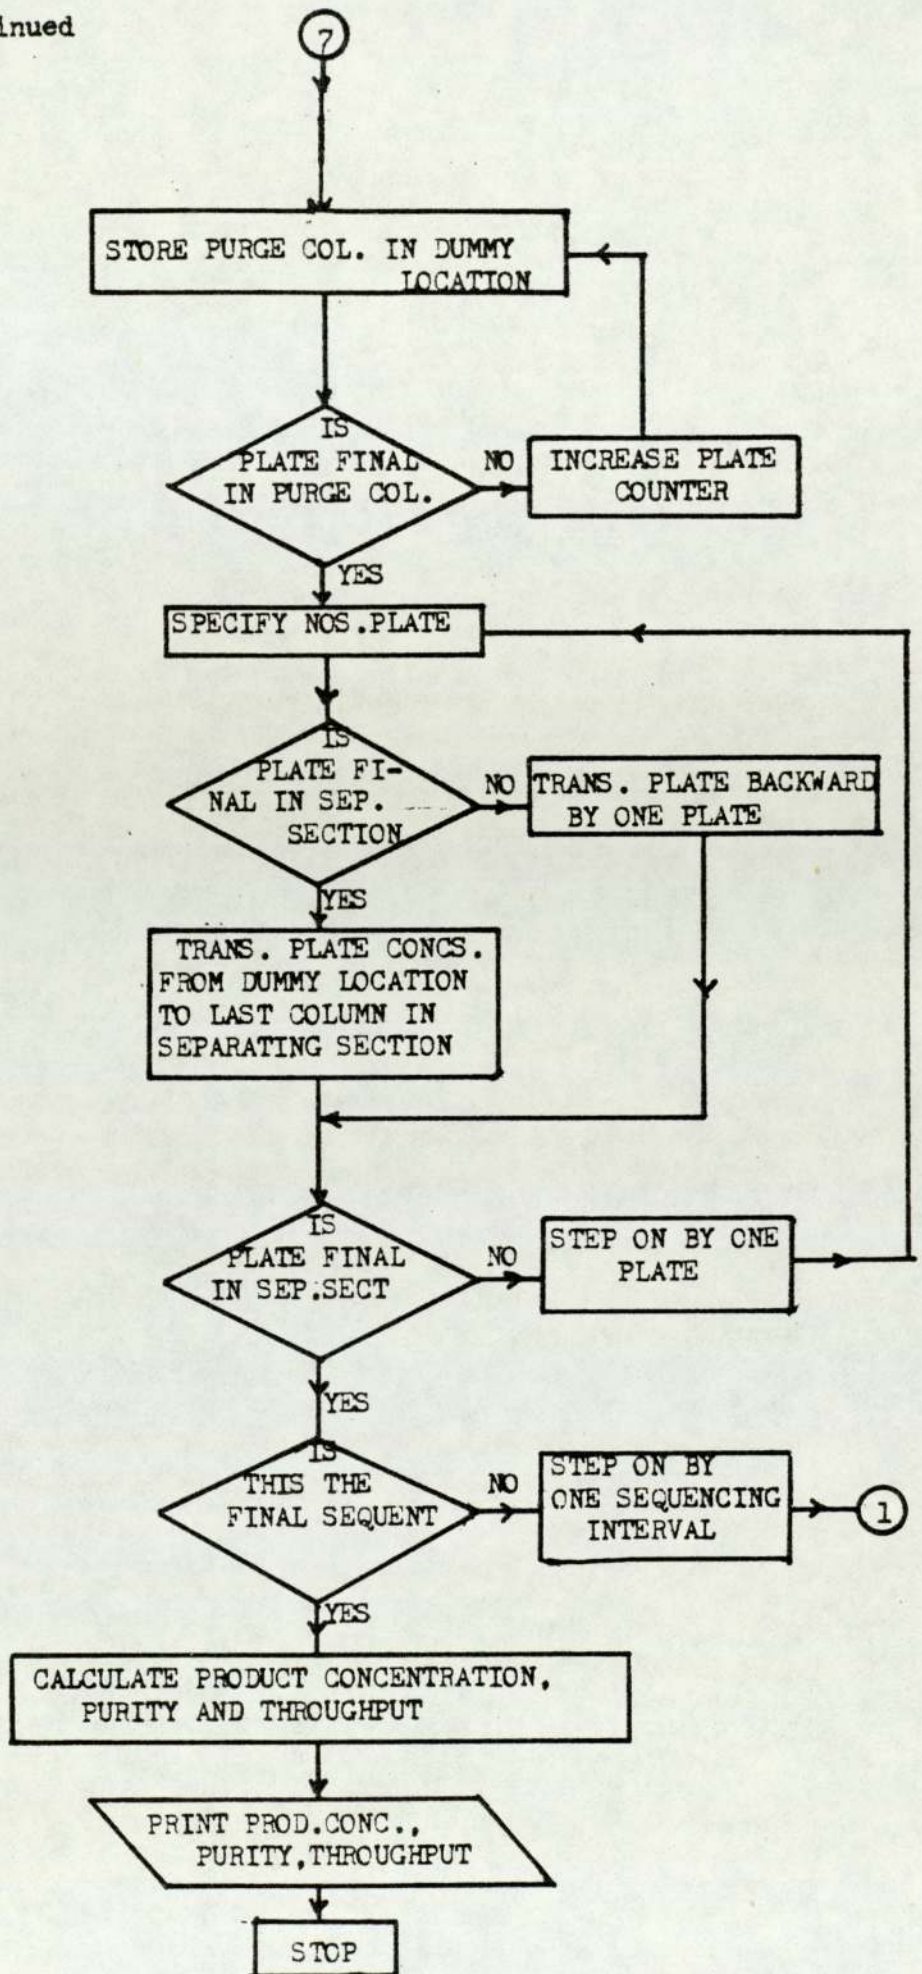 inued
7
STORE PURGE COL. IN DUMMY
LOCATION
IS
PLATE FINAL
IN PURGE COL.
NO
INCREASE PLATE
COUNTER
YES
SPECIFY NOS.PLATE
IS
PLATE FI-
NAL IN SEP.
SECTION
NO
TRANS. PLATE BACKWARD
BY ONE PLATE
YES
TRANS. PLATE CONCS.
FROM DUMMY LOCATION
TO LAST COLUMN IN
SEPARATING SECTION
IS
PLATE FINAL
IN SEP.SECT
NO
STEP ON BY ONE
PLATE
YES
IS
THIS THE
FINAL SEQUENT
NO
STEP ON BY
ONE SEQUENCING
INTERVAL
1
YES
CALCULATE PRODUCT CONCENTRATION,
PURITY AND THROUGHPUT
PRINT PROD.CONC.,
PURITY,THROUGHPUT
STOP